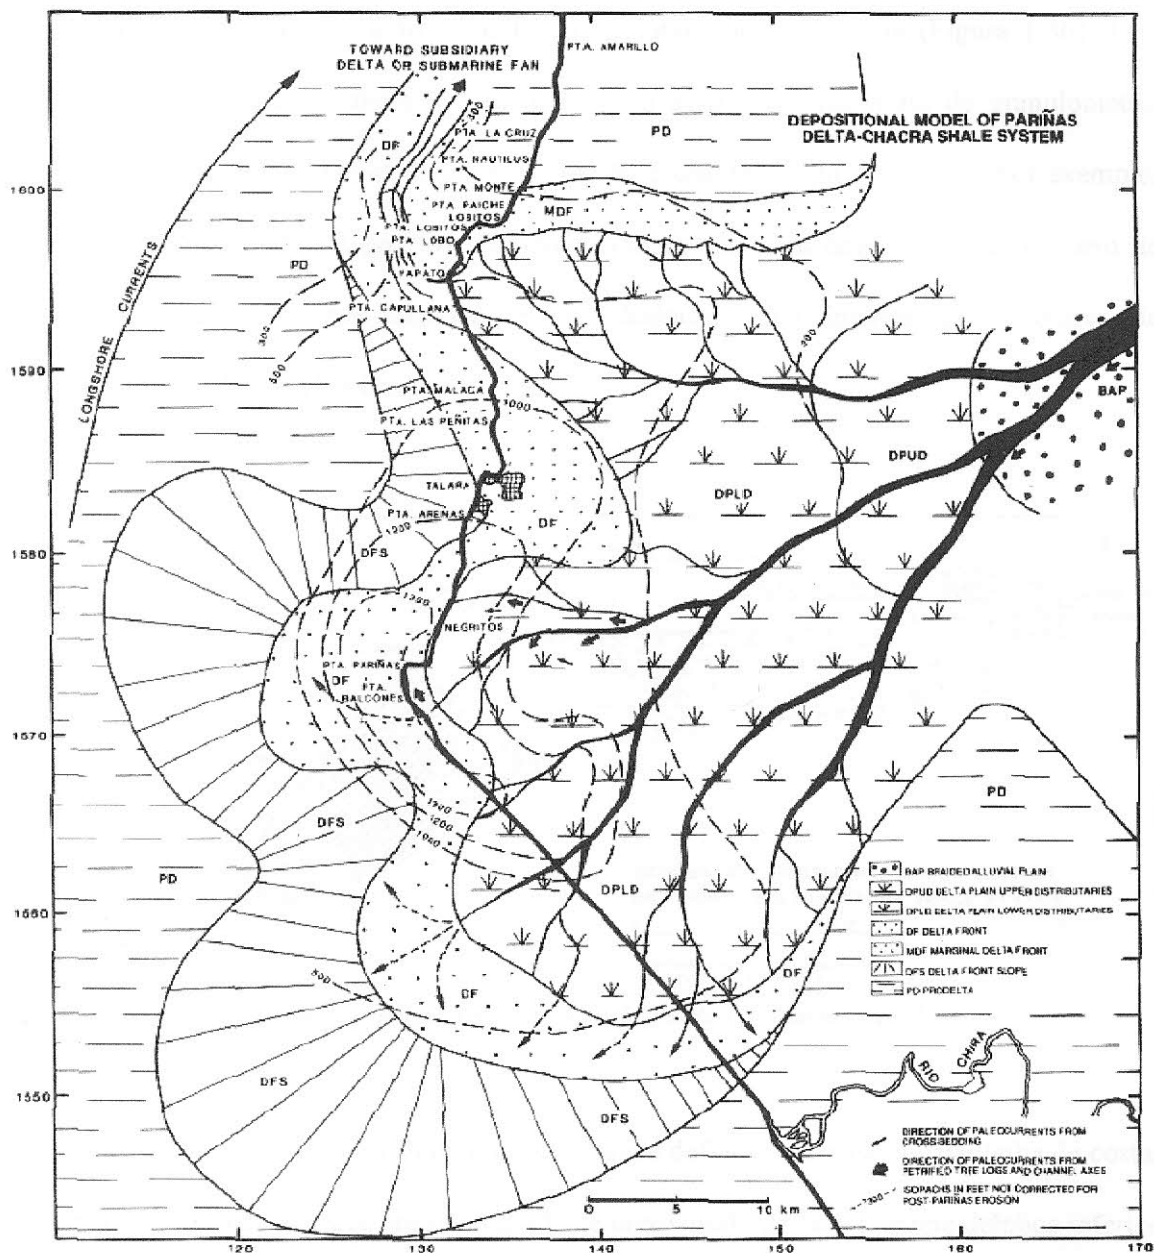 PTA. AMARILLO
TOWARD SUBSIDIARY
DELTA OR SUBMARINE FAN
300
PTA. LA CRUZ
PD
DEPOSITIONAL MODEL OF PARIÑAS
DELTA-CHACRA SHALE SYSTEM
DF
PTA. NAUTILUS
1600
PTA. MONTE
PTA. PAICHE
LOBITOS
MDF
PTA. LOBITOS
PTA. LOBO
PD
YAPATO
LONGSHORE CURRENTS
PTA. CAPULLANA
300
500
1590
BAP
PTA. MALACA
1000
PTA. LAS PEÑITAS
DPUD
TALARA
DPLD
PTA. ARENAS
DF
1580
DFS
NEGRITOS
PTA. PARIÑAS
DF
PTA.
BALCONES
1570
PD
DFS
1200
PD
DPLD
BAP BRAIDED ALLUVIAL PLAIN
DPUD DELTA PLAIN UPPER DISTRIBUTARIES
DPLD DELTA PLAIN LOWER DISTRIBUTARIES
DF DELTA FRONT
MDF MARGINAL DELTA FRONT
DFS DELTA FRONT SLOPE
PD PRODELTA
1560
500
DF
DF
RIO CHIRA
DFS
1550
DFS
DIRECTION OF PALEOCURRENTS FROM
CROSS-BEDDING
DIRECTION OF PALEOCURRENTS FROM
PETRIFIED TREE LOGS AND CHANNEL AXES
ISOPACHS IN FEET NOT CORRECTED FOR
POST-PARIÑAS EROSION
0 5 10 km
120 130 140 150 160 170